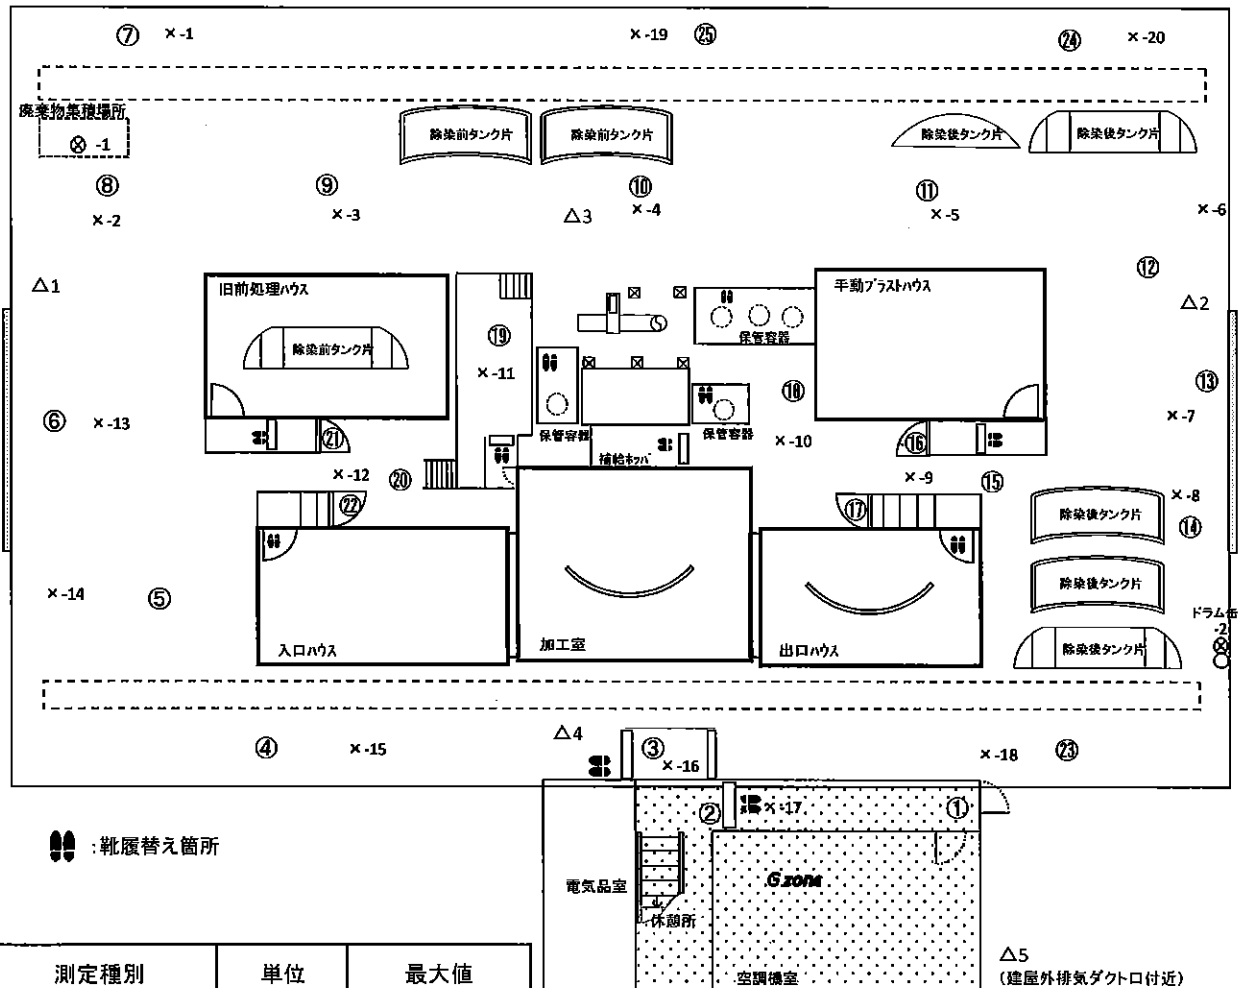 ⑦ ×-1 ×-19 ㉕ ㉔ ×-20
廃棄物集積場所
⊗ -1
除染前タンク片 除染前タンク片 除染後タンク片 除染後タンク片
⑧ ⑨ ⑩ ⑪
×-2 ×-3 △3 ×-4 ×-5 ×-6
⑫
△1 旧前処理ハウス 手動ブラストハウス △2
除染前タンク片 ⑲ 保管容器
×-11 ⑱ ⑬
⑥ ×-13 ㉑ 保管容器 保管容器 ×-10 ⑯ ×-7
補給ホッパ
×-12 ⑳ ×-9 ⑮ ×-8
㉒ ⑰ 除染後タンク片 ⑭
×-14 ⑤ 除染後タンク片
ドラム缶
-2
⊗
入口ハウス 加工室 出口ハウス 除染後タンク片
④ ×-15 △4 ③ ×-16 ×-18 ㉓
② ×-17 ①
:靴履替え箇所
電気品室 G zone
休憩所
測定種別 単位 最大値
空調機室
△5
(建屋外排気ダクト口付近)